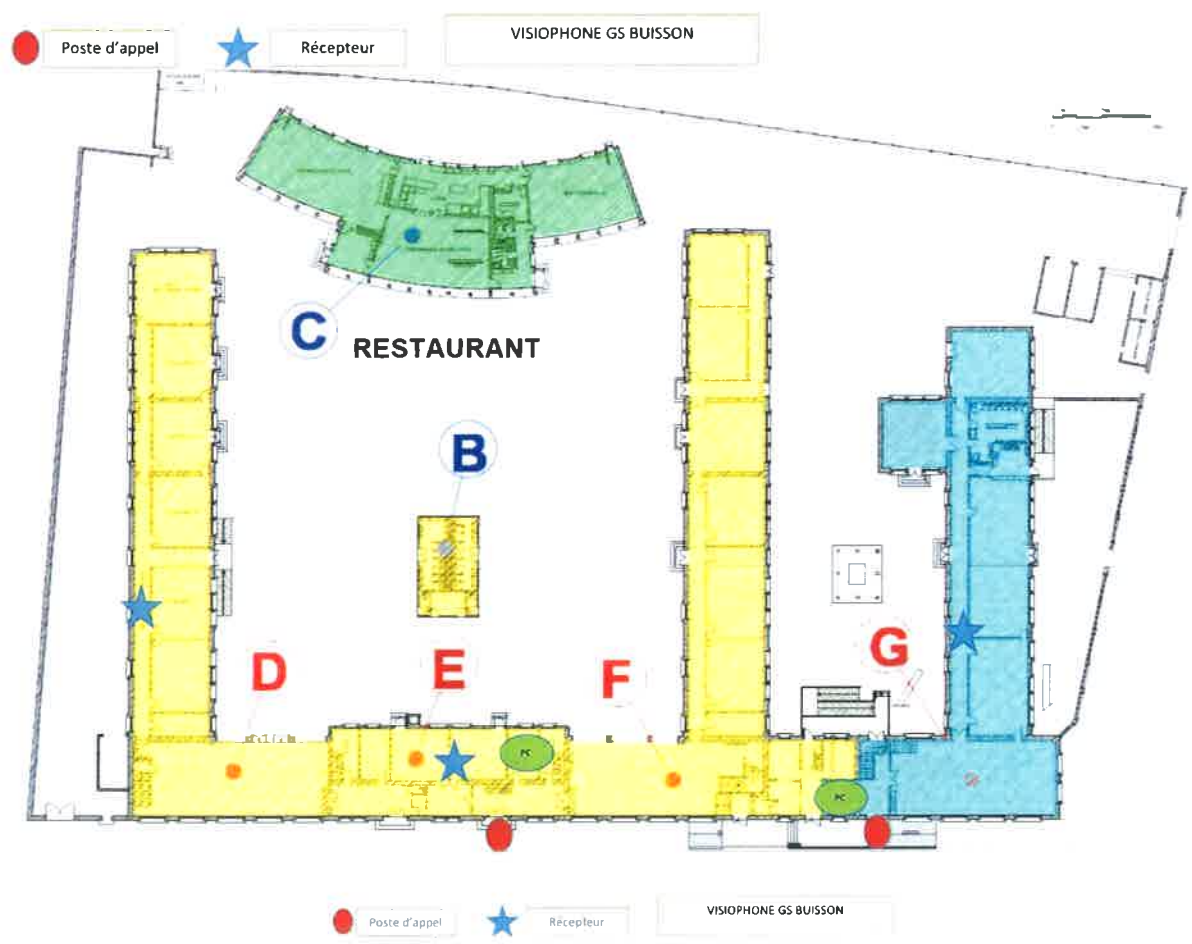 VISIOPHONE GS BUISSON
Poste d'appel
Récepteur
C
RESTAURANT
B
D
E
F
G
PC
PC
Poste d'appel
Récepteur
VISIOPHONE GS BUISSON